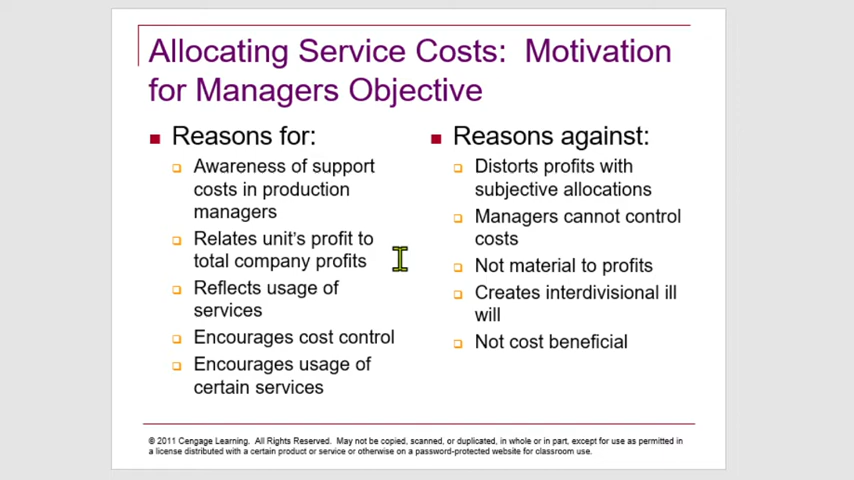 Allocating Service Costs: Motivation
for Managers Objective
Reasons for:
Awareness of support
costs in production
managers
Relates unit's profit to
total company profits
Reflects usage of
services
Encourages cost control
Encourages usage of
certain services
Reasons against:
Distorts profits with
subjective allocations
Managers cannot control
costs
Not material to profits
Creates interdivisional ill
will
Not cost beneficial
© 2011 Cengage Learning. All Rights Reserved. May not be copied, scanned, or duplicated, in whole or in part, except for use as permitted in
a license distributed with a certain product or service or otherwise on a password-protected website for classroom use.